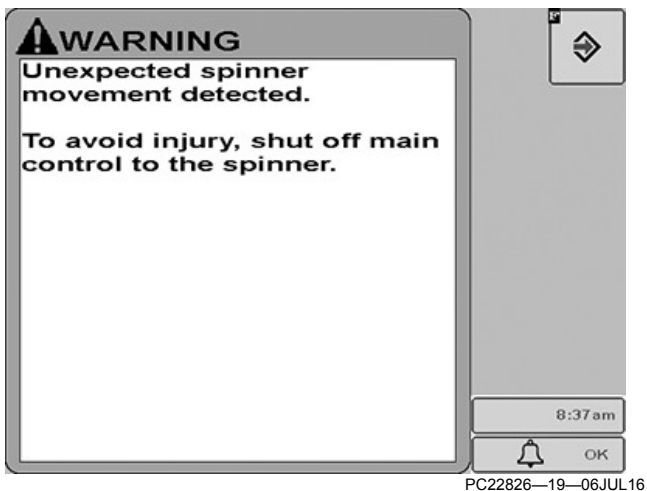 WARNING
Unexpected spinner
movement detected.
To avoid injury, shut off main
control to the spinner.
8:37am
OK
PC22826—19—06JUL16